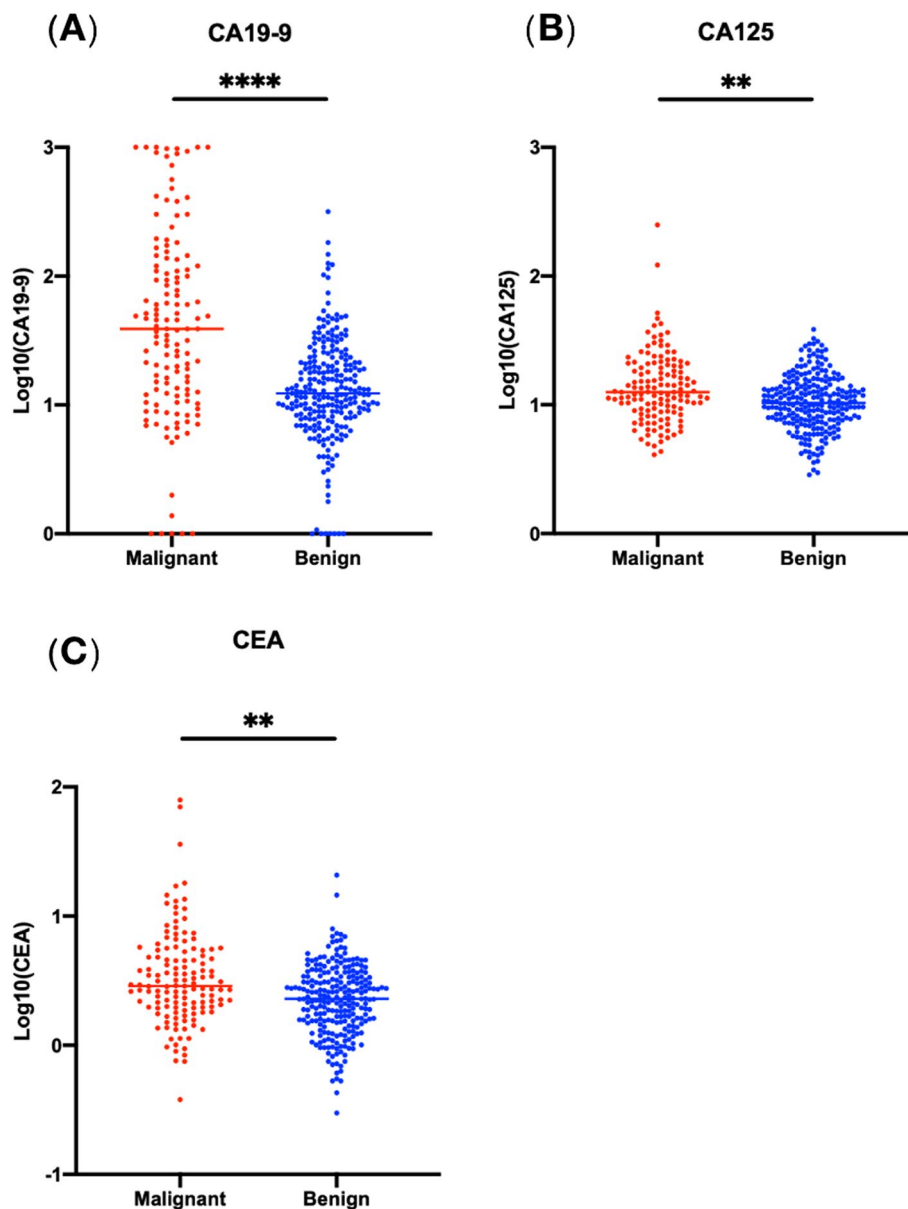 (A)
CA19-9
****
Log10(CA19-9)
3
2
1
0
Malignant
Benign
(B)
CA125
**
Log10(CA125)
3
2
1
0
Malignant
Benign
(C)
CEA
**
Log10(CEA)
2
1
0
-1
Malignant
Benign